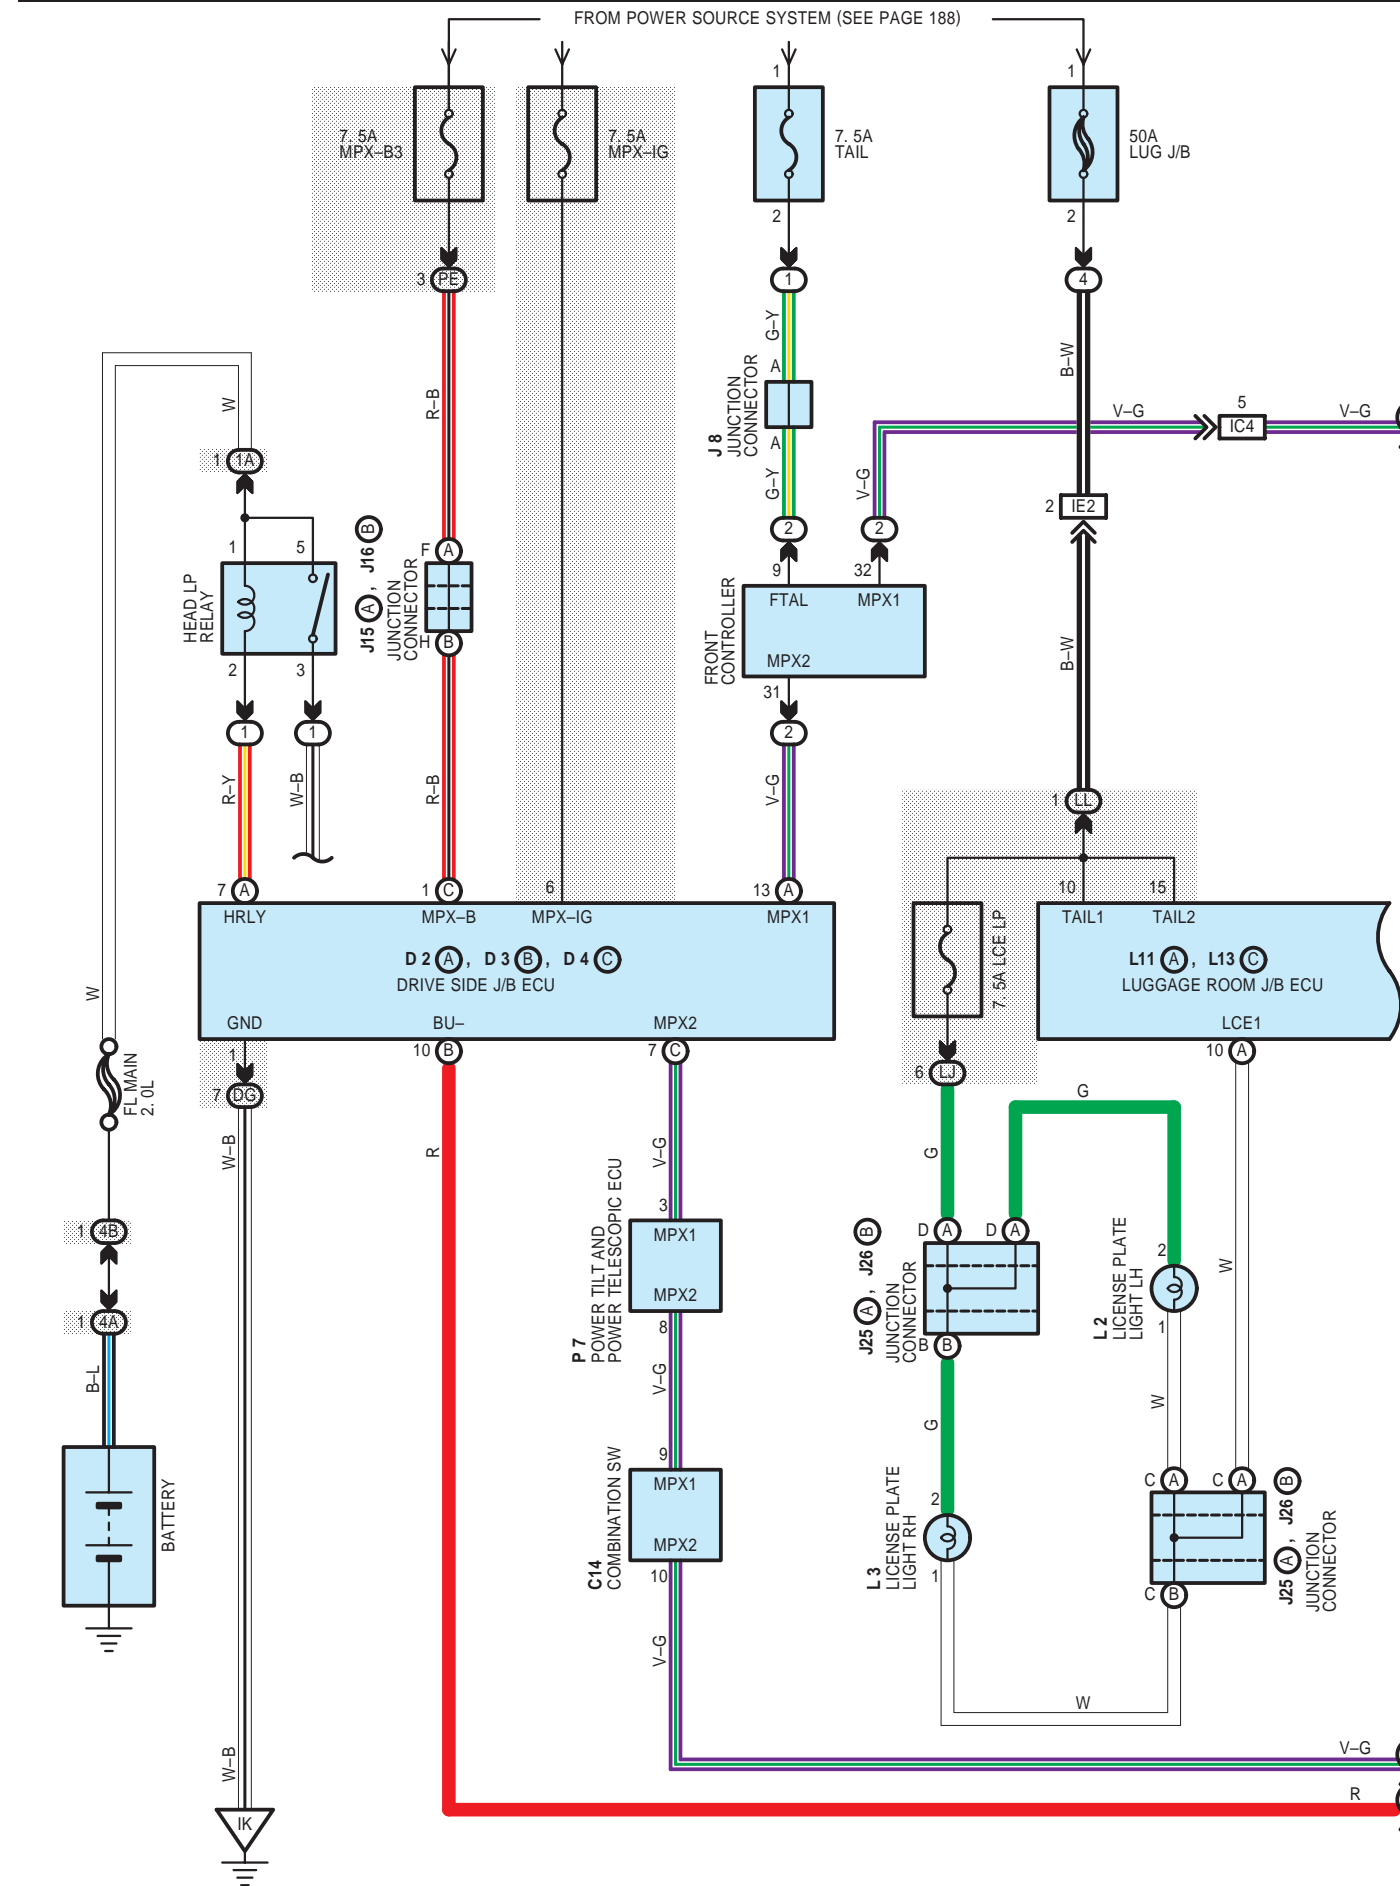 FROM POWER SOURCE SYSTEM (SEE PAGE 188)
1
1
7. 5A
MPX–B3
7. 5A
MPX–IG
7. 5A
TAIL
50A
LUG J/B
2
2
3 PE
1
4
G–Y
B–W
A
J 8
JUNCTION
CONNECTOR
A
G–Y
W
R–B
V–G
5
IC4
V–G
1 1A
V–G
2
2
2 IE2
1
5
HEAD LP
RELAY
2
3
J15 A , J16 B
JUNCTION
CONNECTOR
F A
H B
9
32
FTAL
MPX1
MPX2
FRONT
CONTROLLER
31
B–W
1
1
2
R–Y
W–B
R–B
V–G
1 LL
7 A
1 C
6
13 A
10
15
HRLY
MPX–B
MPX–IG
MPX1
D 2 A , D 3 B , D 4 C
DRIVE SIDE J/B ECU
GND
BU–
MPX2
7. 5A LCE LP
TAIL1
TAIL2
L11 A , L13 C
LUGGAGE ROOM J/B ECU
LCE1
W
FL MAIN
2. 0L
1
7 DG
10 B
7 C
6 LJ
10 A
G
W–B
R
V–G
G
W
3
P 7
POWER TILT AND
POWER TELESCOPIC ECU
MPX1
MPX2
8
1 4B
1 4A
B–L
BATTERY
J25 A , J26 B
JUNCTION
CONNECTOR
D A
D A
B B
L 2
LICENSE PLATE
LIGHT LH
2
1
V–G
G
W
9
C14
COMBINATION SW
MPX1
MPX2
10
L 3
LICENSE PLATE
LIGHT RH
2
1
C A
C A
C B
J25 A , J26 B
JUNCTION
CONNECTOR
V–G
W
W–B
V–G
R
IK